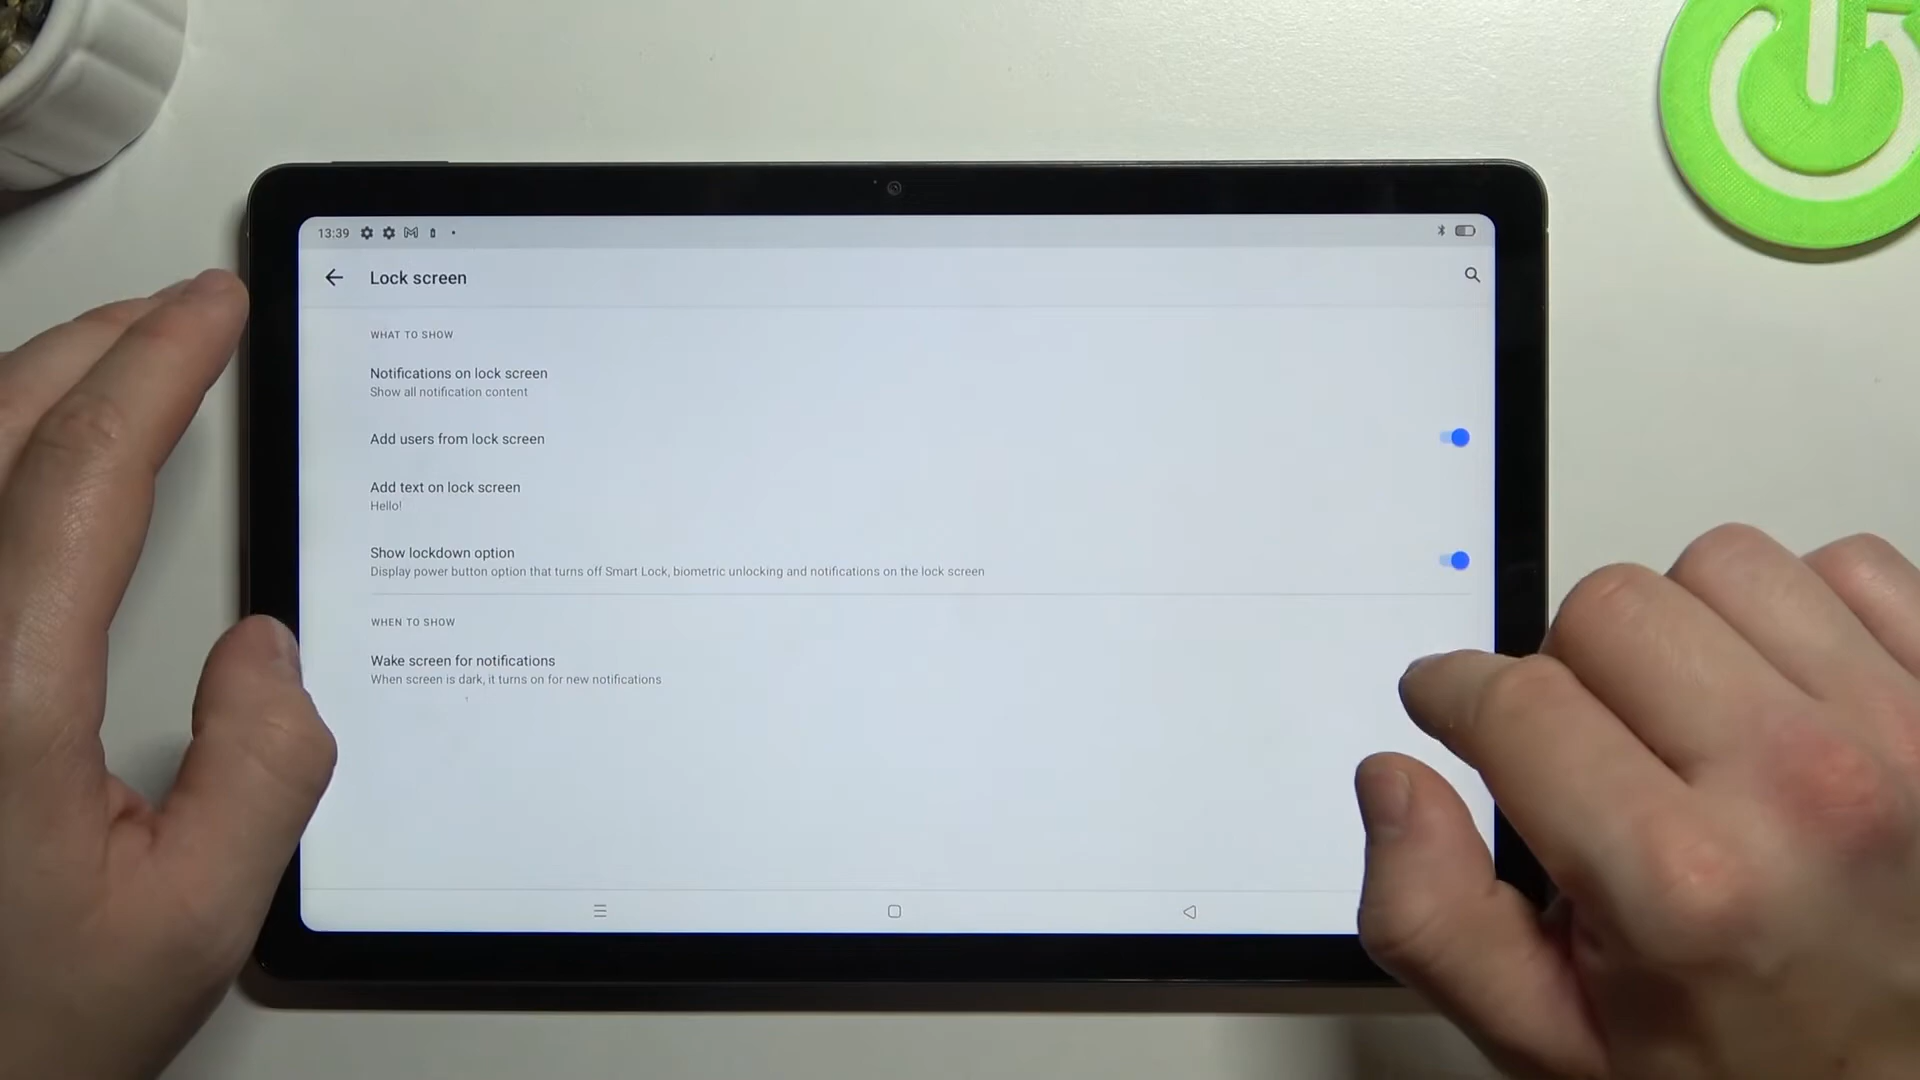 13:39
Lock screen
WHAT TO SHOW
Notifications on lock screen
Show all notification content
Add users from lock screen
Add text on lock screen
Hello!
Show lockdown option
Display power button option that turns off Smart Lock, biometric unlocking and notifications on the lock screen
WHEN TO SHOW
Wake screen for notifications
When screen is dark, it turns on for new notifications